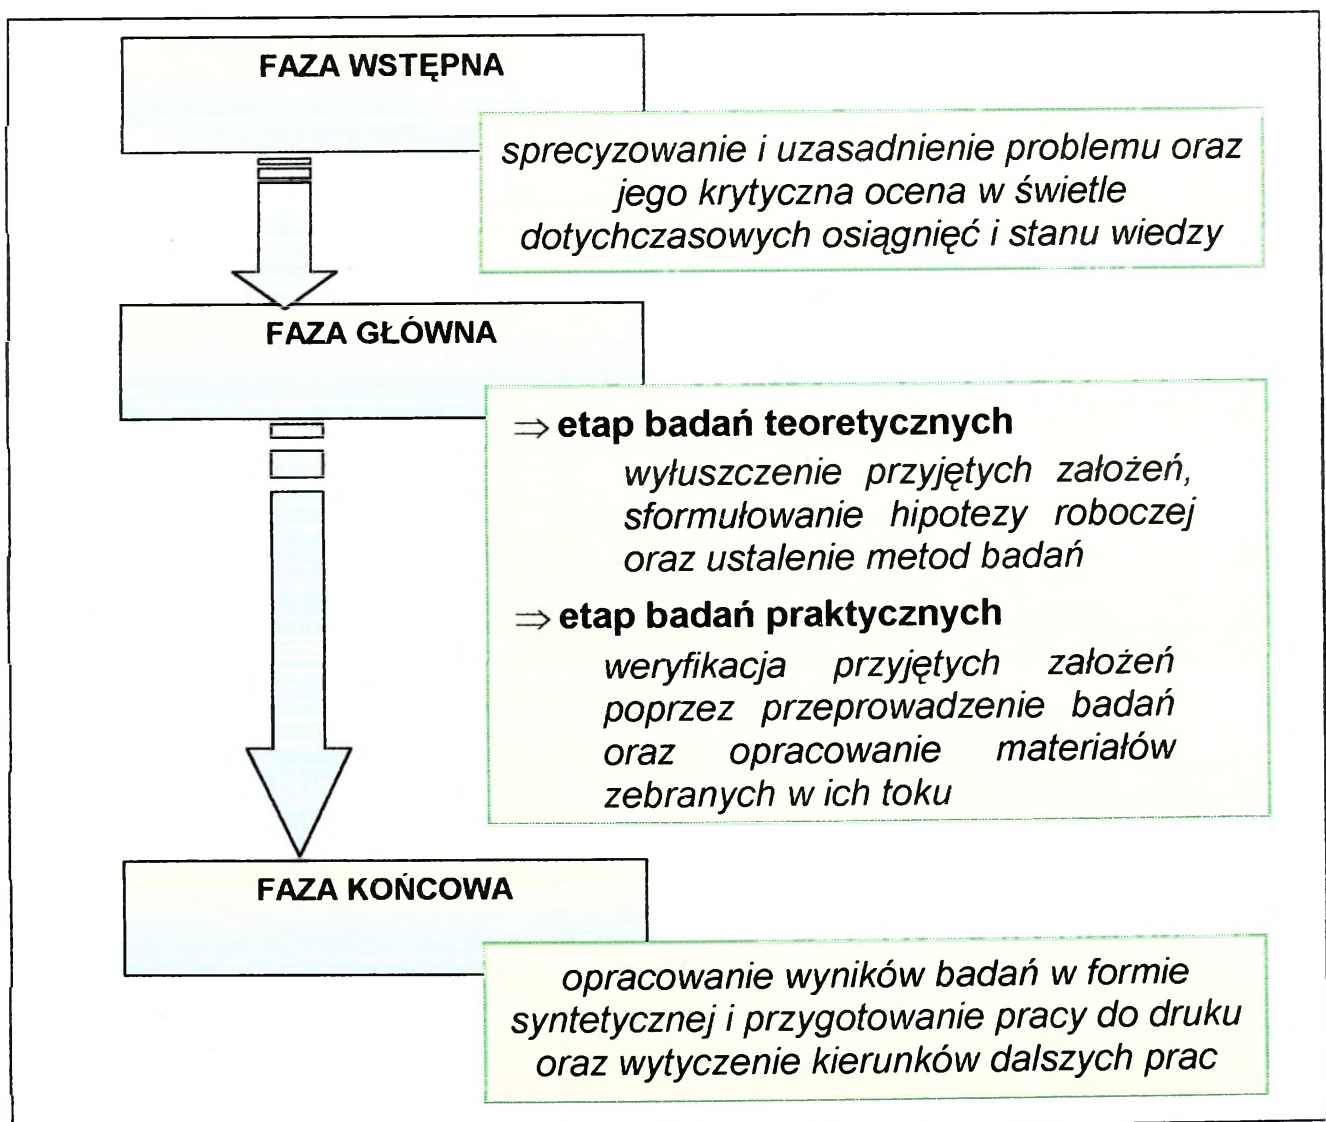 FAZA WSTĘPNA
sprecyzowanie i uzasadnienie problemu oraz
jego krytyczna ocena w świetle
dotychczasowych osiągnięć i stanu wiedzy
FAZA GŁÓWNA
⇒ etap badań teoretycznych
wyłuszczenie przyjętych założeń,
sformułowanie hipotezy roboczej
oraz ustalenie metod badań
⇒ etap badań praktycznych
weryfikacja przyjętych założeń
poprzez przeprowadzenie badań
oraz opracowanie materiałów
zebranych w ich toku
FAZA KOŃCOWA
opracowanie wyników badań w formie
syntetycznej i przygotowanie pracy do druku
oraz wytyczenie kierunków dalszych prac